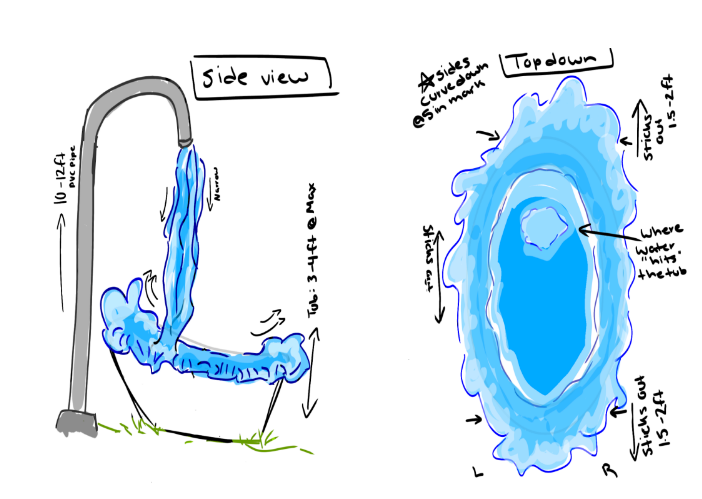 Side view
10-12ft
PVC Pipe
Narrow
Tub: 3-4ft @ Max
Topdown
☆sides
curve down
@ 5in mark
sticks
out
1.5-2ft
Sticks out
Where
water
"hits"
the tub
Sticks out
1.5-2ft
L
R